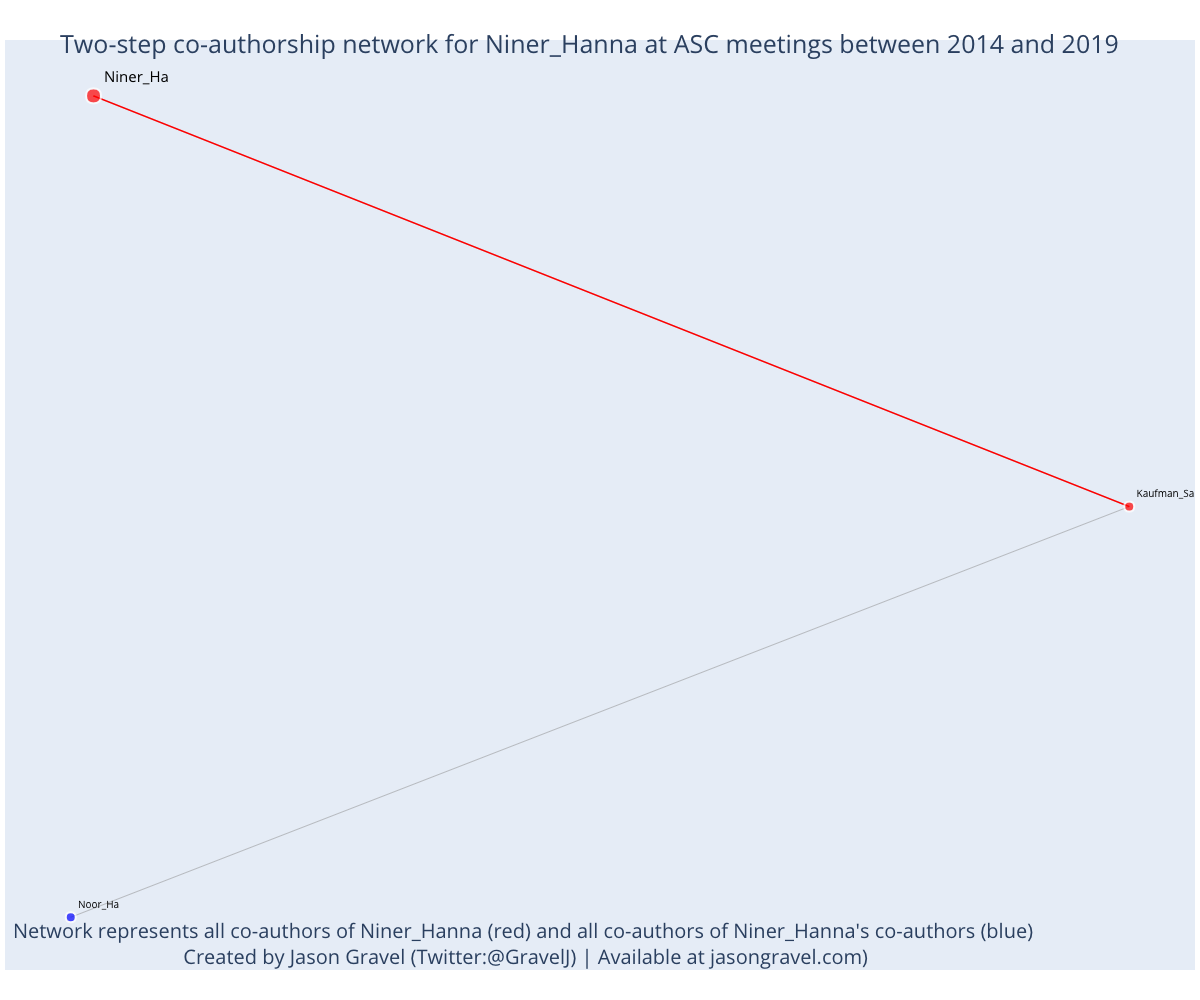 Two-step co-authorship network for Niner_Hanna at ASC meetings between 2014 and 2019
Niner_Ha
Kaufman_Sa
Noor_Ha
Network represents all co-authors of Niner_Hanna (red) and all co-authors of Niner_Hanna's co-authors (blue)
Created by Jason Gravel (Twitter:@GravelJ) | Available at jasongravel.com)